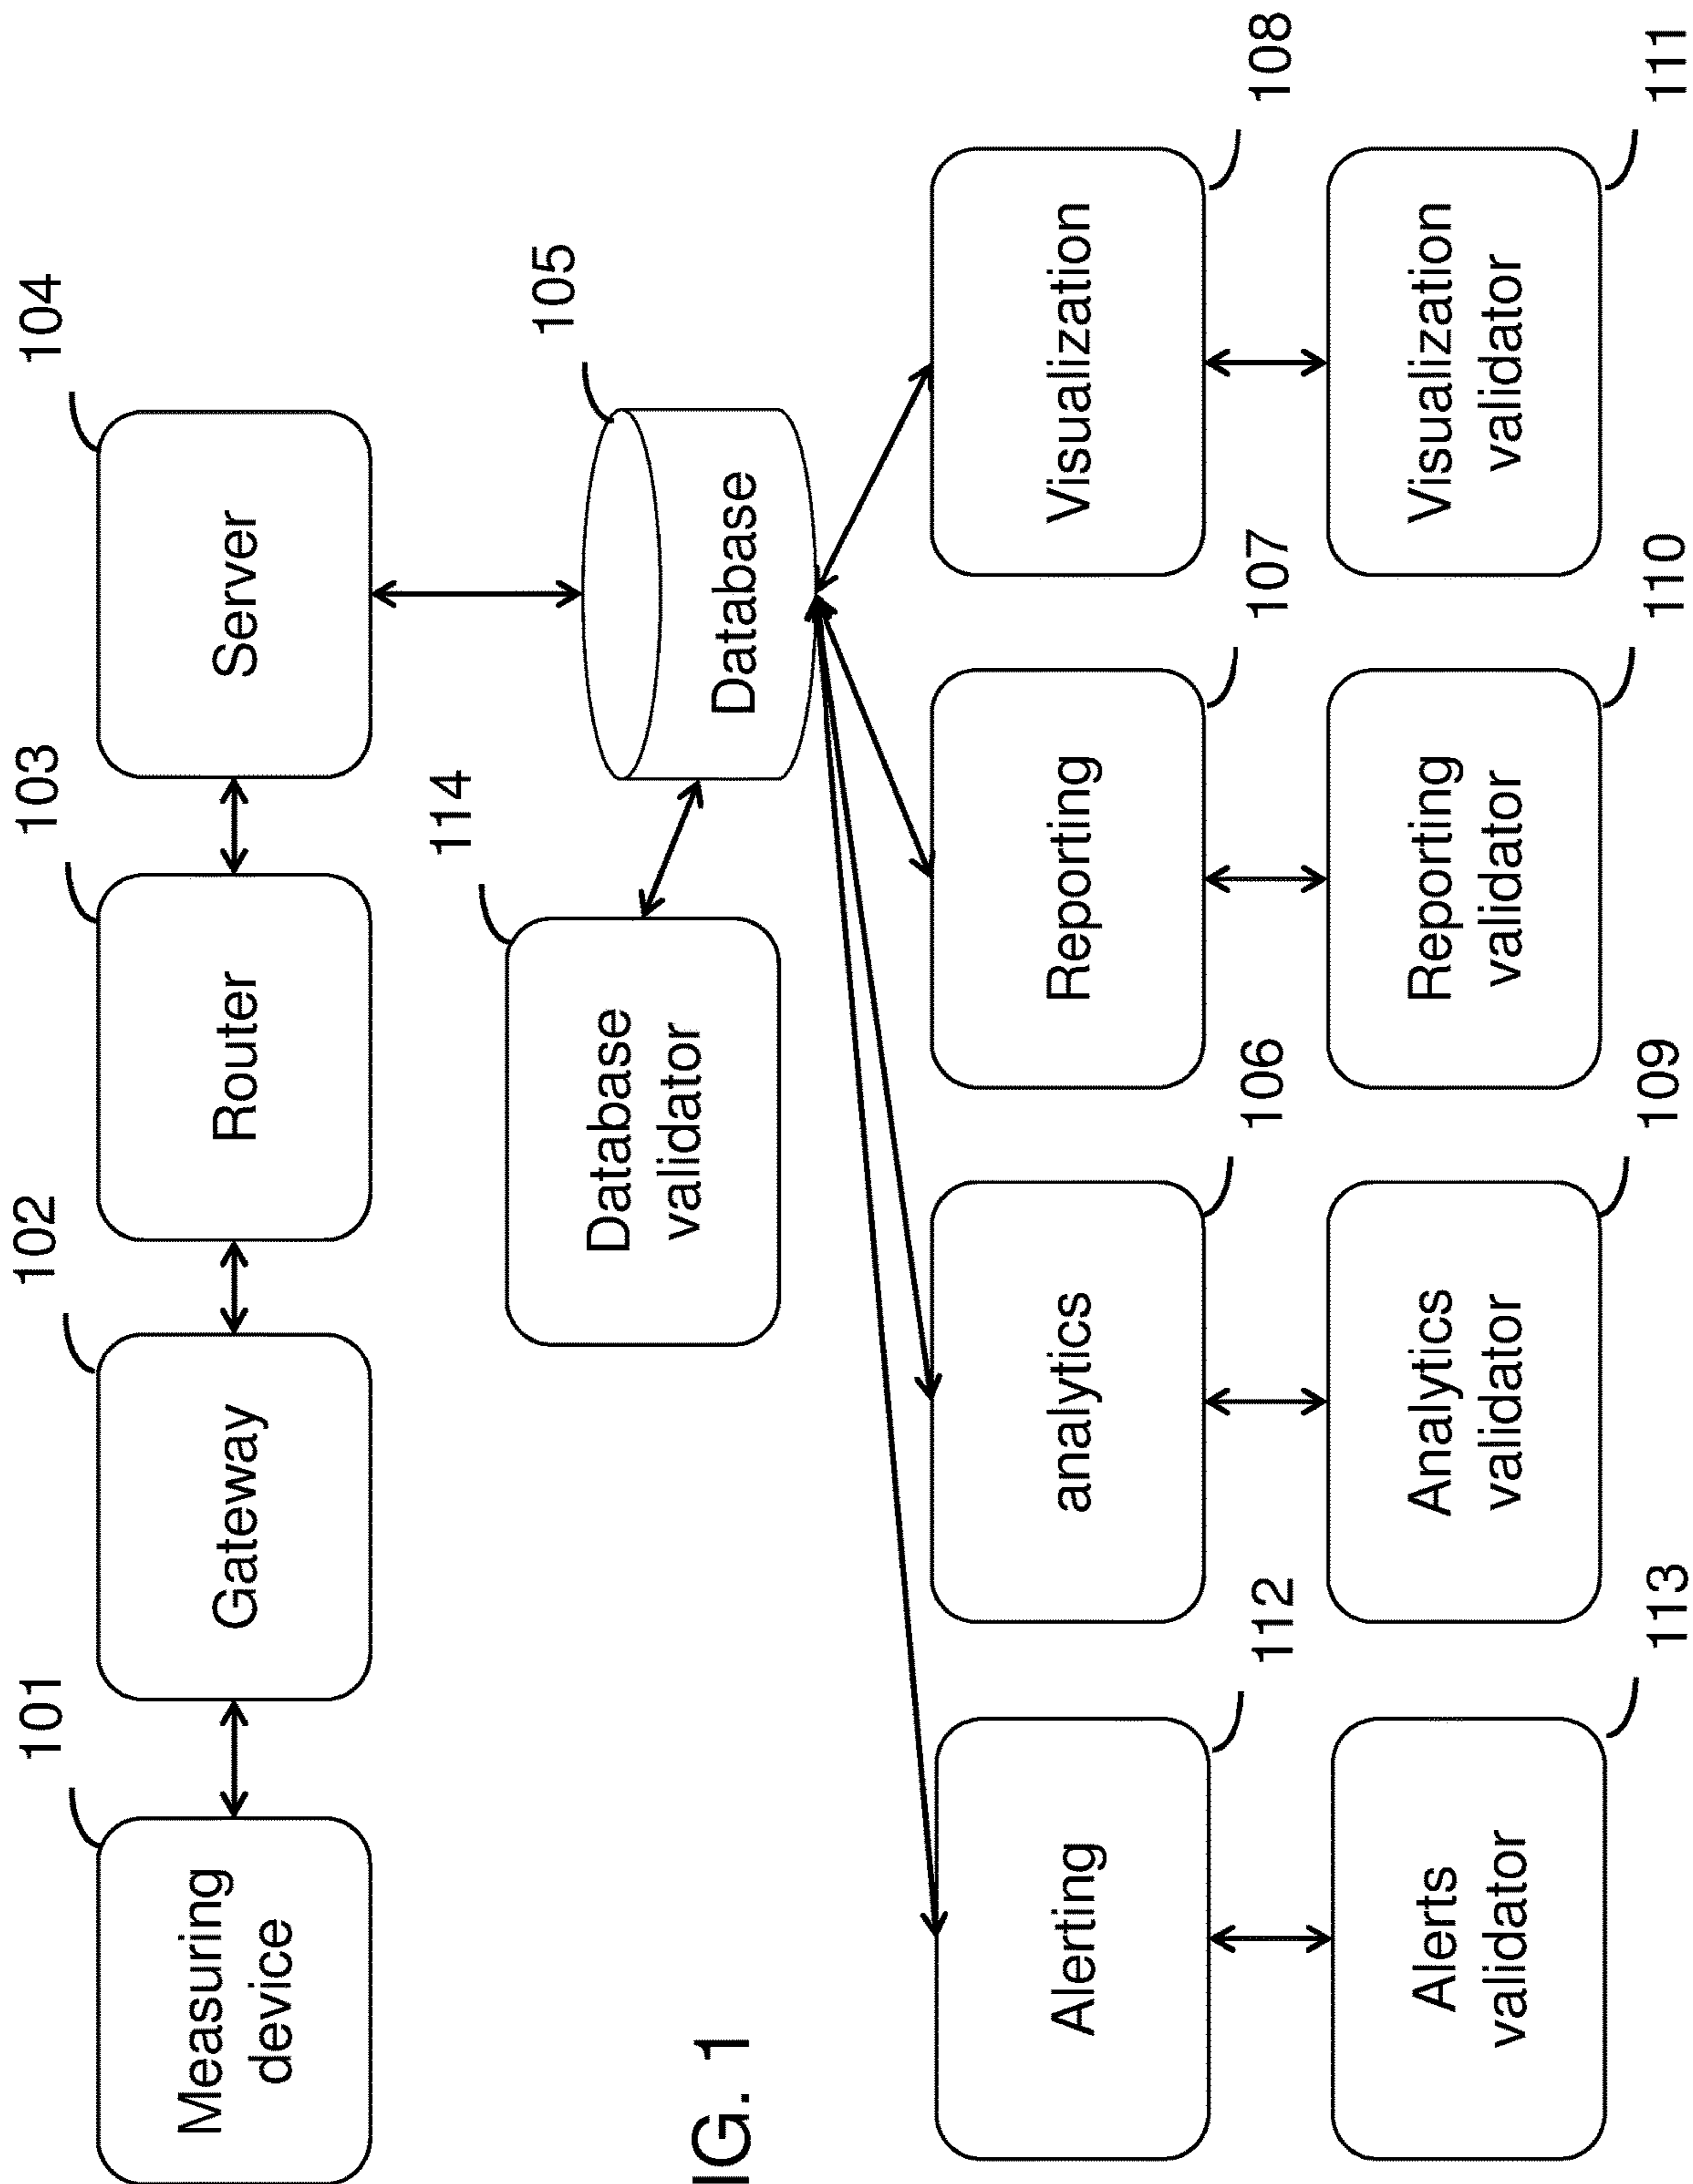 101
102
103
104
Measuring
device
Gateway
Router
Server
114
105
Database
validator
Database
IG. 1
112
106
107
108
Alerting
analytics
Reporting
Visualization
113
109
110
111
Alerts
validator
Analytics
validator
Reporting
validator
Visualization
validator